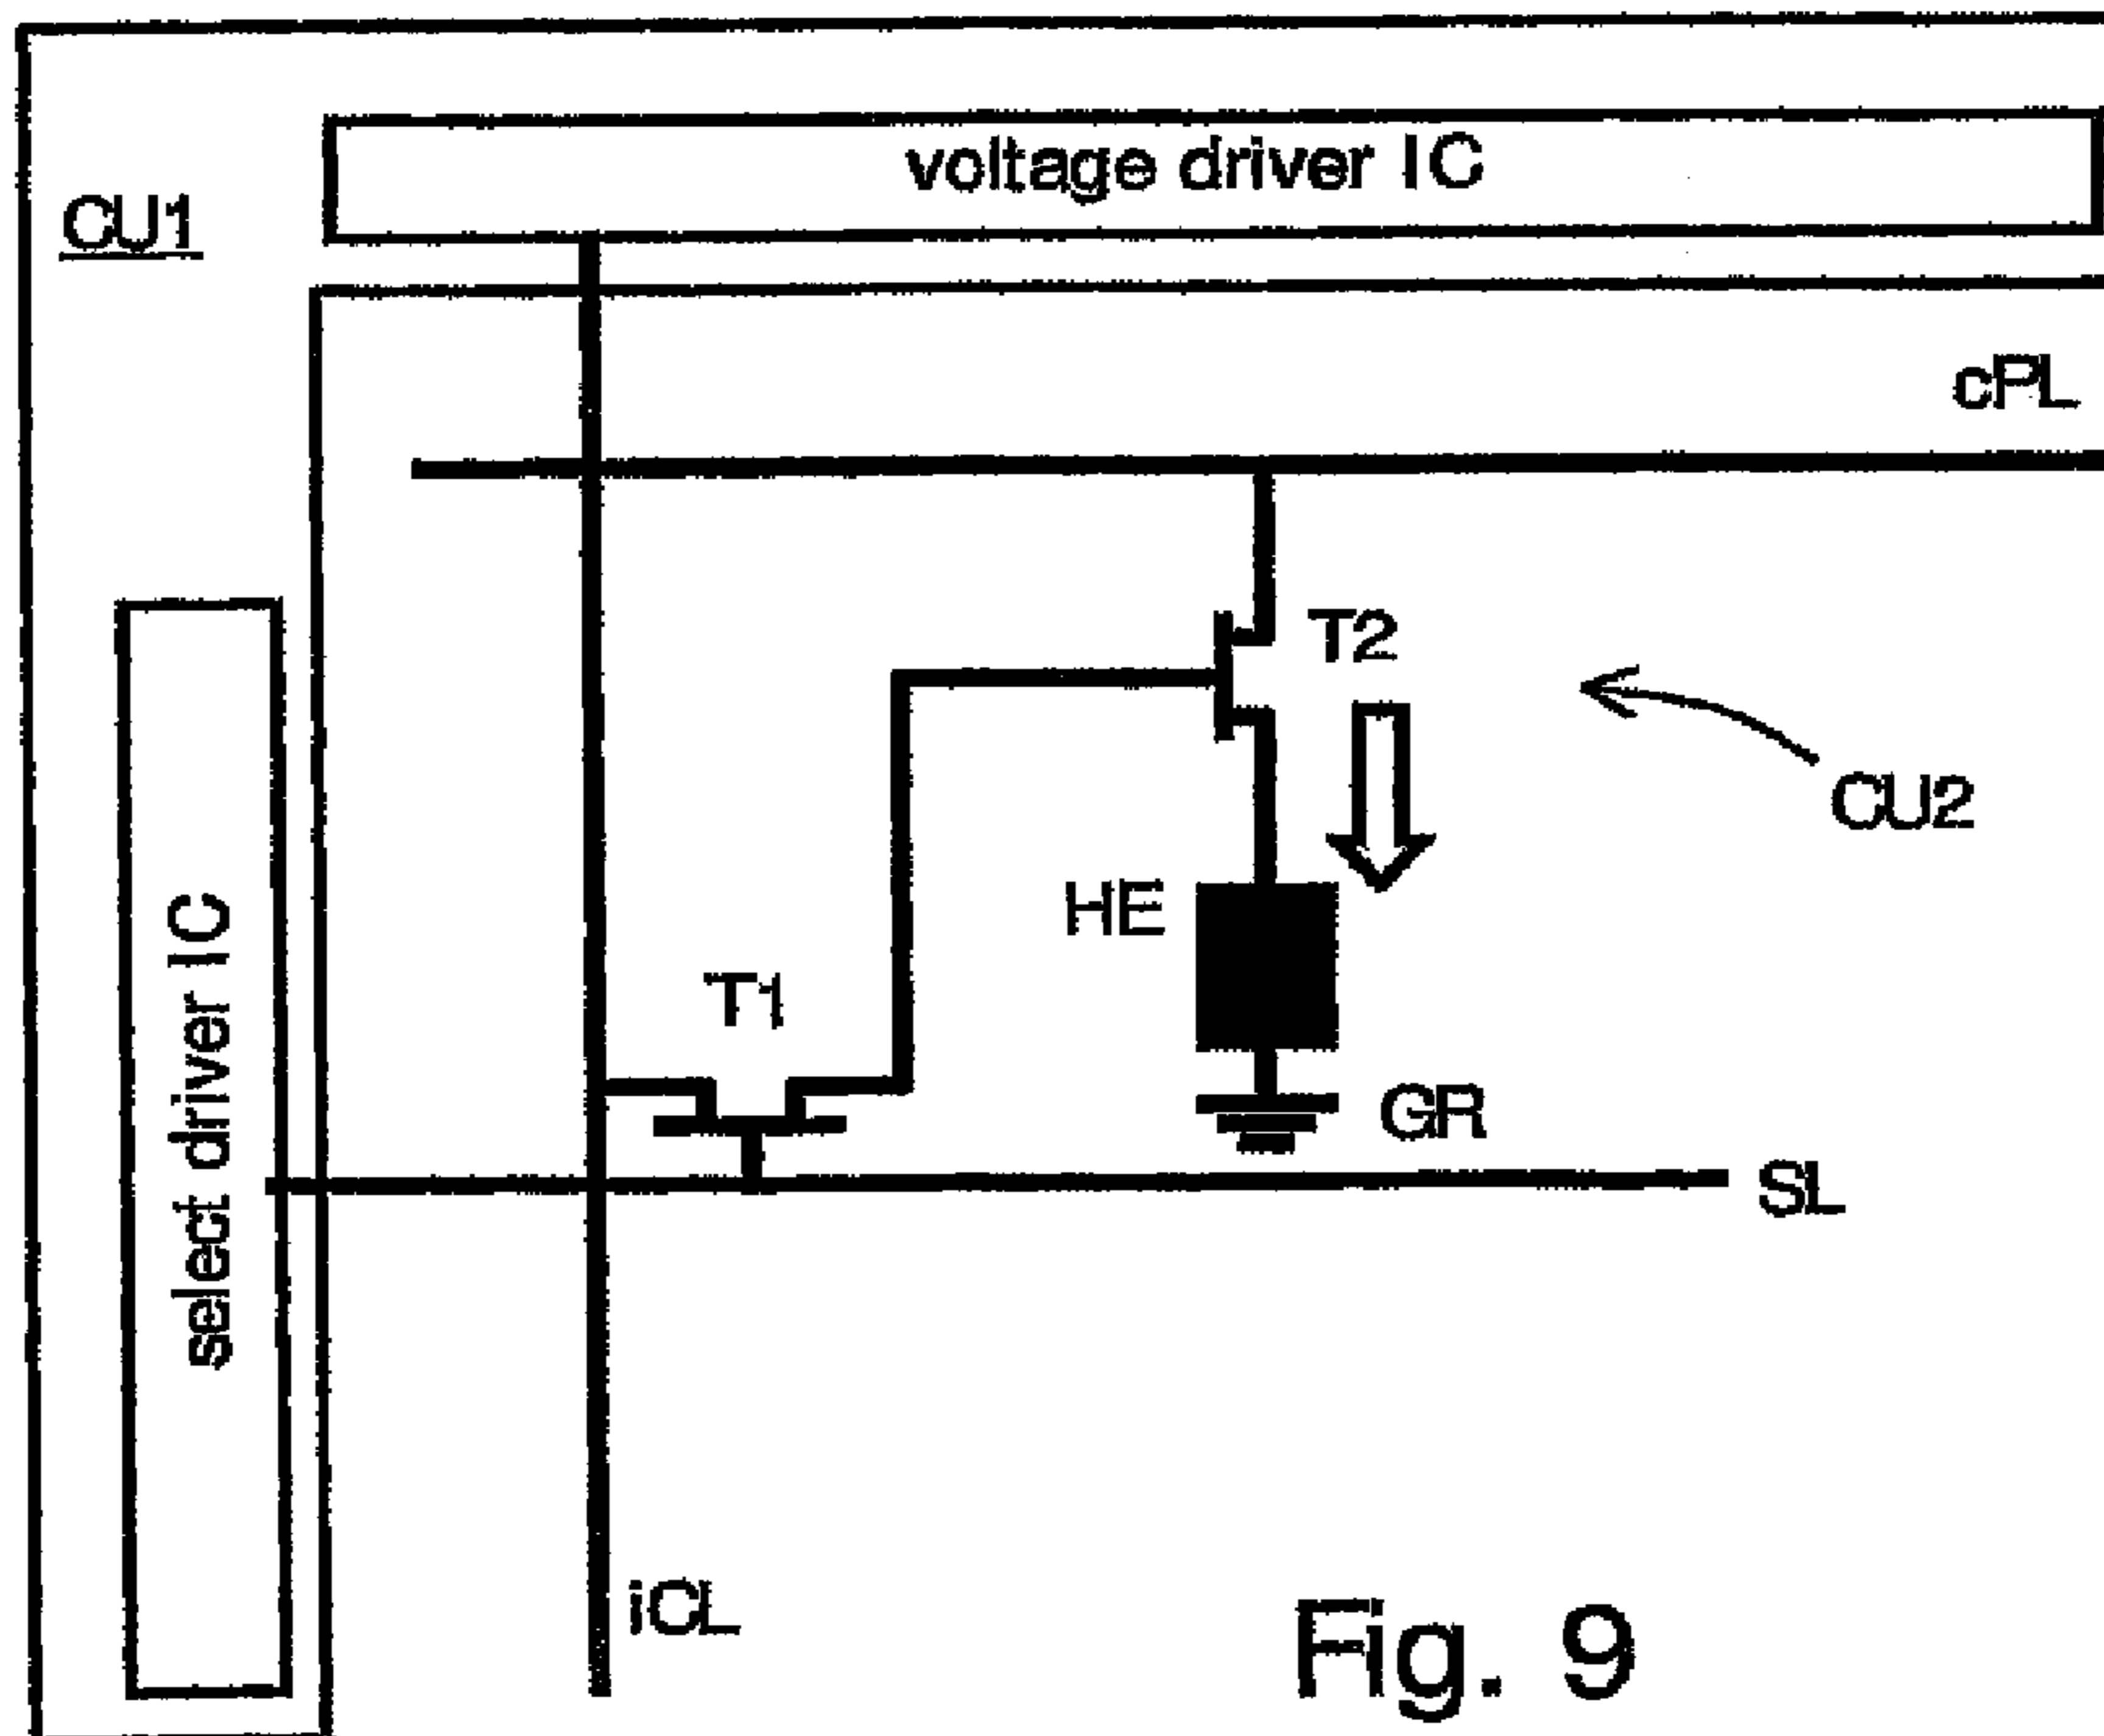 voltage driver IC
CU1
cPL
T2
CU2
HE
select driver IC
T1
GR
SL
iCL
Fig. 9